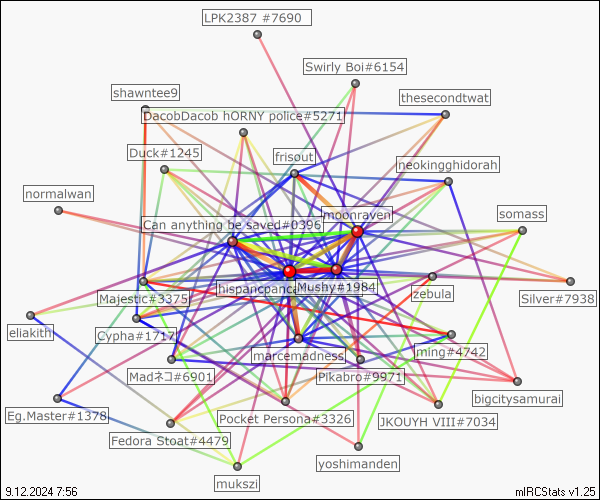 LPK2387 #7690
Swirly Boi#6154
shawntee9
thesecondtwat
DacobDacob hORNY police#5271
Duck#1245
frisout
neokingghidorah
normalwan
moonraven
somass
Can anything be saved#0396
hispanicpanic
Mushy#1984
zebula
Majestic#3375
Silver#7938
eliakith
Cypha#1717
ming#4742
marcemadness
Madネコ#6901
Pikabro#9971
bigcitysamurai
Eg.Master#1378
Pocket Persona#3326
JKOUYH VIII#7034
Fedora Stoat#4479
yoshimanden
mukszi
9.12.2024 7:56
mIRCStats v1.25